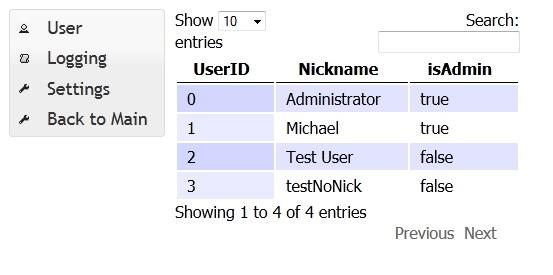 User
Logging
Settings
Back to Main
Show 10 entries
Search:
UserID Nickname isAdmin
0 Administrator true
1 Michael true
2 Test User false
3 testNoNick false
Showing 1 to 4 of 4 entries
Previous Next